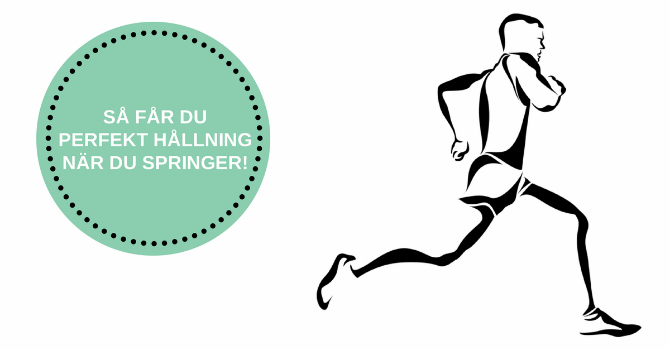 SÅ FÅR DU
PERFEKT HÅLLNING
NÄR DU SPRINGER!